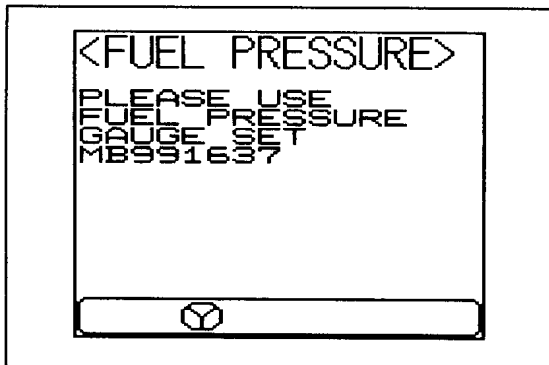 <FUEL PRESSURE>
PLEASE USE
FUEL PRESSURE
GAUGE SET
MB991637